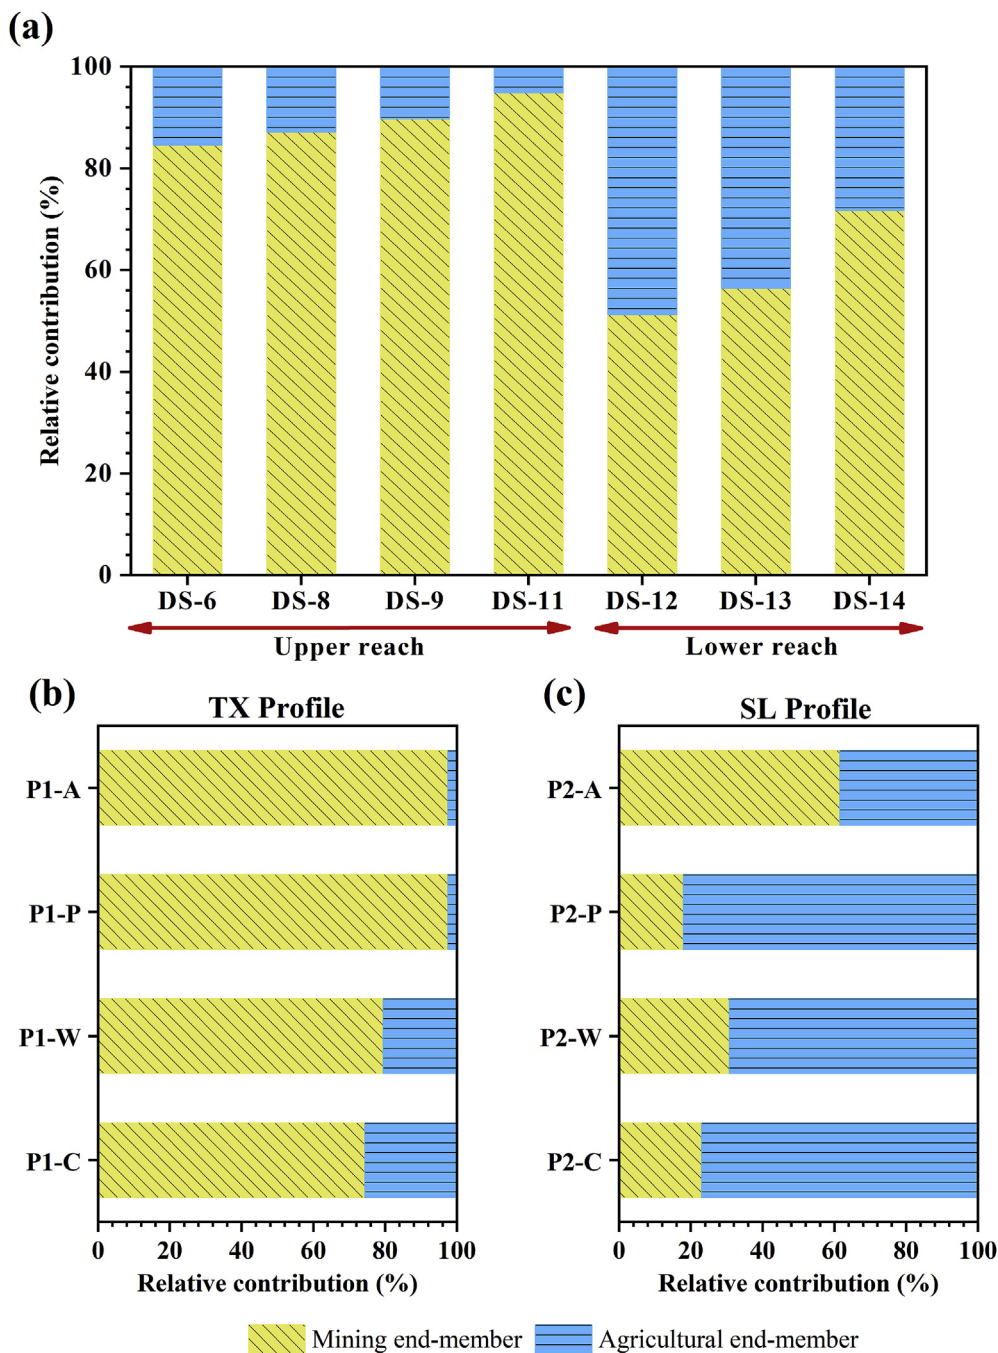 (a)
100
80
60
40
20
0
Relative contribution (%)
DS-6 DS-8 DS-9 DS-11 DS-12 DS-13 DS-14
Upper reach Lower reach
(b)
TX Profile
P1-A
P1-P
P1-W
P1-C
0 20 40 60 80 100
Relative contribution (%)
(c)
SL Profile
P2-A
P2-P
P2-W
P2-C
0 20 40 60 80 100
Relative contribution (%)
Mining end-member Agricultural end-member